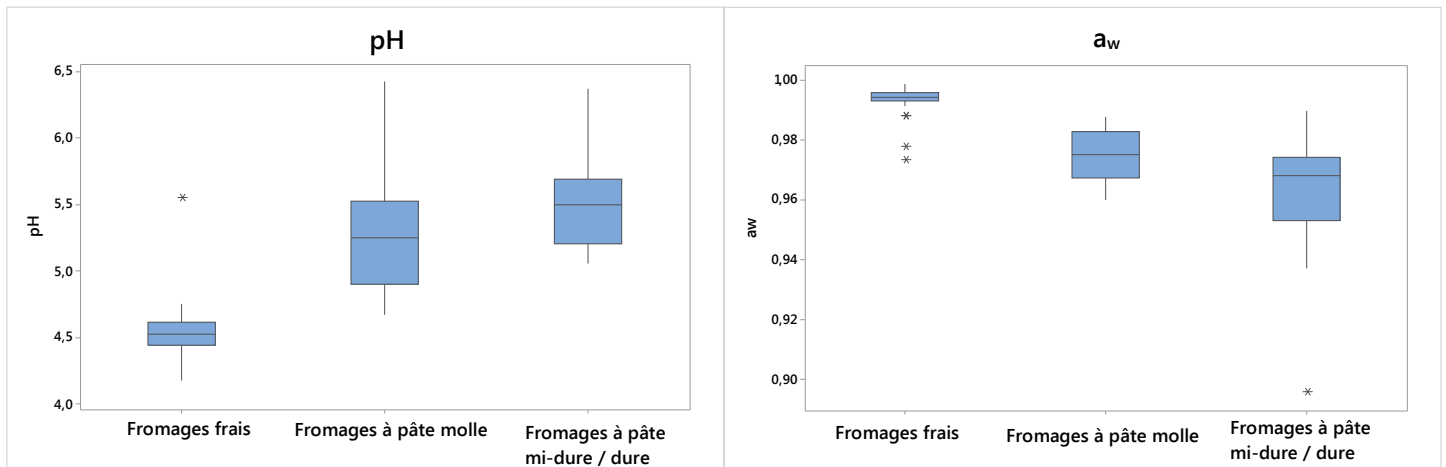 pH
6,5
6,0
5,5
5,0
4,5
4,0
pH
Fromages frais
Fromages à pâte molle
Fromages à pâte
mi-dure / dure
aw
1,00
0,98
0,96
0,94
0,92
0,90
aw
Fromages frais
Fromages à pâte molle
Fromages à pâte
mi-dure / dure